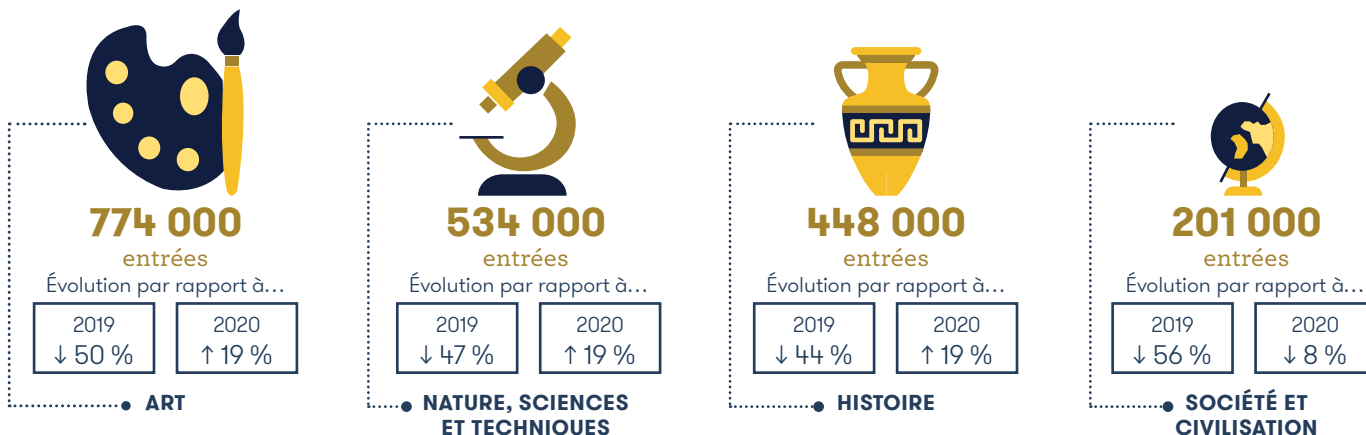 774 000
entrées
Évolution par rapport à...
2019
↓ 50 %
2020
↑ 19 %
ART
534 000
entrées
Évolution par rapport à...
2019
↓ 47 %
2020
↑ 19 %
NATURE, SCIENCES
ET TECHNIQUES
448 000
entrées
Évolution par rapport à...
2019
↓ 44 %
2020
↑ 19 %
HISTOIRE
201 000
entrées
Évolution par rapport à...
2019
↓ 56 %
2020
↓ 8 %
SOCIÉTÉ ET
CIVILISATION